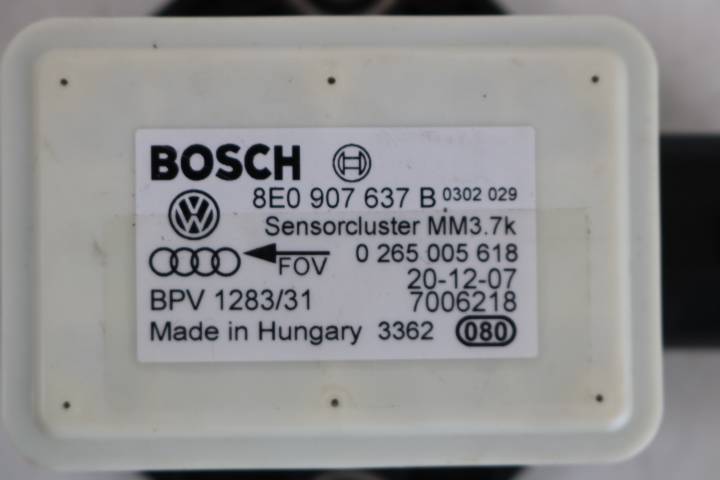 BOSCH
8E0 907 637 B 0302 029
Sensorcluster MM3.7k
FOV 0 265 005 618
20-12-07
BPV 1283/31 7006218
Made in Hungary 3362 080